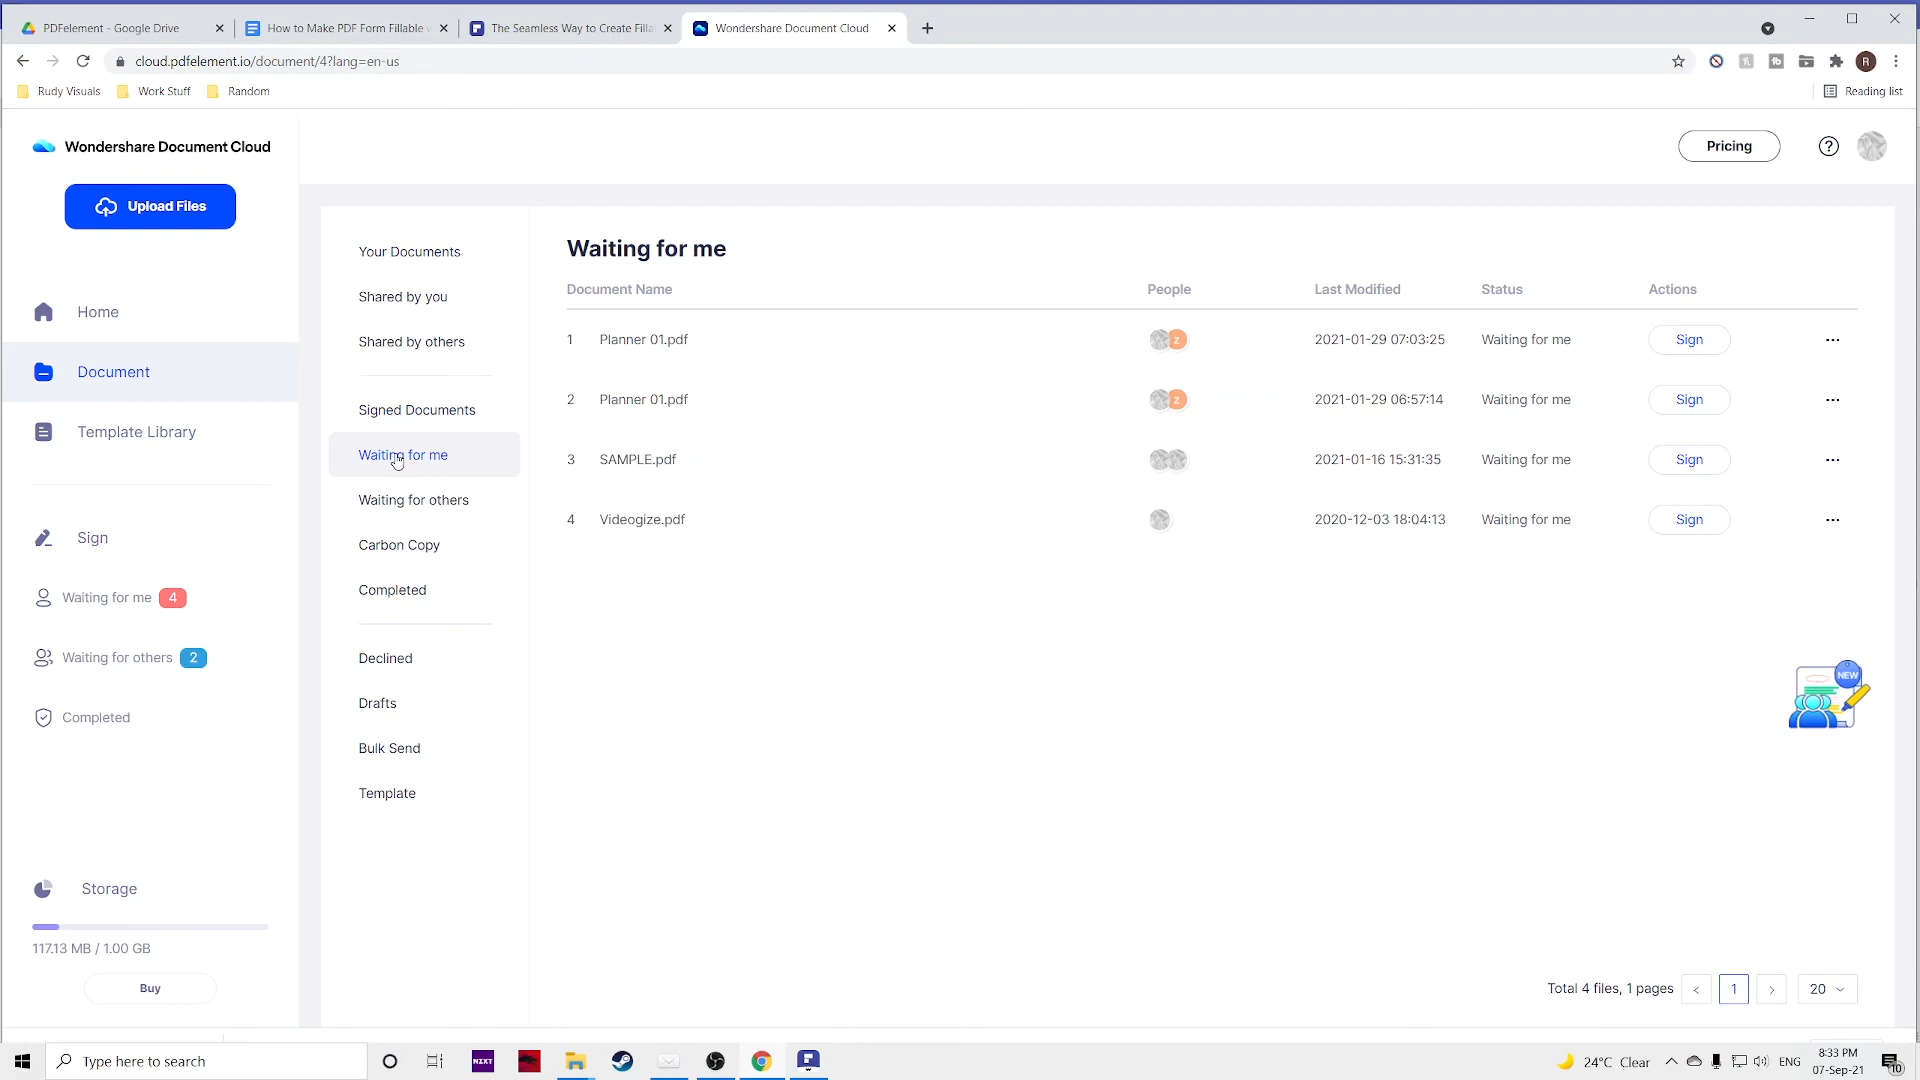 PDFelement - Google Drive
How to Make PDF Form Fillable
The Seamless Way to Create Filla
Wondershare Document Cloud
cloud.pdfelement.io/document/4?lang=en-us
R
Rudy Visuals
Work Stuff
Random
Reading list
Wondershare Document Cloud
Pricing
Upload Files
Home
Document
Template Library
Sign
Waiting for me 4
Waiting for others 2
Completed
Storage
117.13 MB / 1.00 GB
Buy
Your Documents
Shared by you
Shared by others
Signed Documents
Waiting for me
Waiting for others
Carbon Copy
Completed
Declined
Drafts
Bulk Send
Template
Waiting for me
Document Name People Last Modified Status Actions
1 Planner 01.pdf Z 2021-01-29 07:03:25 Waiting for me Sign ...
2 Planner 01.pdf Z 2021-01-29 06:57:14 Waiting for me Sign ...
3 SAMPLE.pdf 2021-01-16 15:31:35 Waiting for me Sign ...
4 Videogize.pdf 2020-12-03 18:04:13 Waiting for me Sign ...
NEW
Total 4 files, 1 pages < 1 > 20
Type here to search
NZXT
24°C Clear
ENG
8:33 PM
07-Sep-21
10